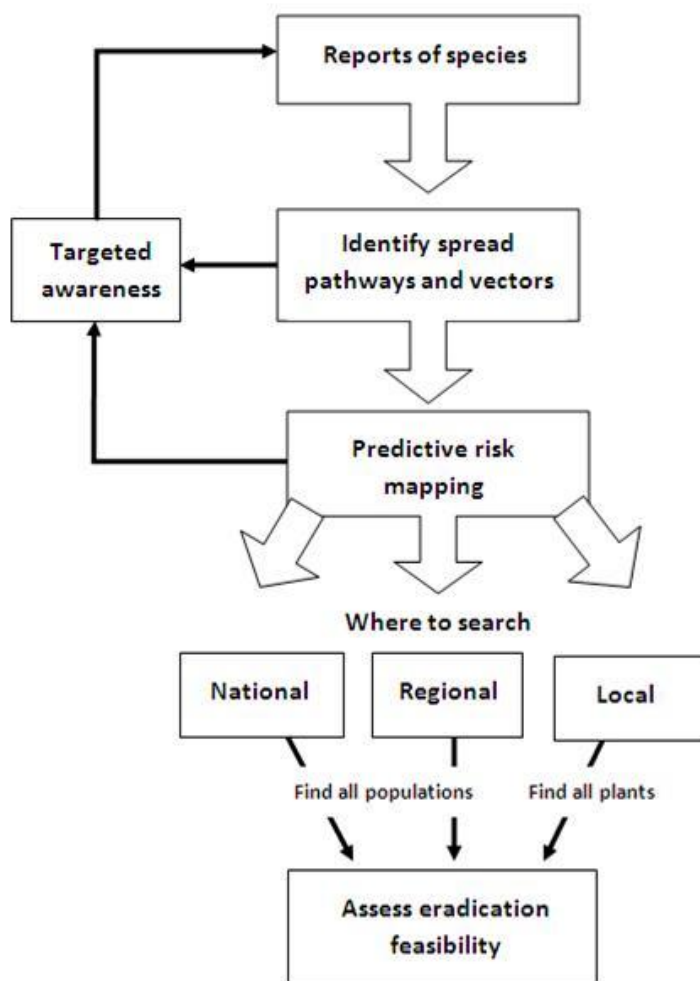 Reports of species
Targeted
awareness
Identify spread
pathways and vectors
Predictive risk
mapping
Where to search
National
Regional
Local
Find all populations
Find all plants
Assess eradication
feasibility